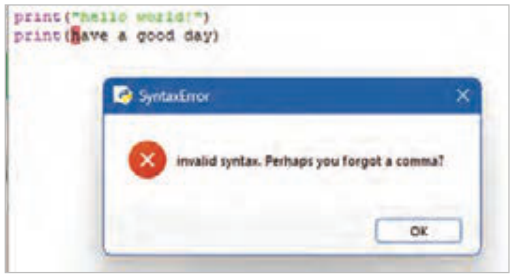 print("hello world!")
print(have a good day)
SyntaxError
invalid syntax. Perhaps you forgot a comma?
OK